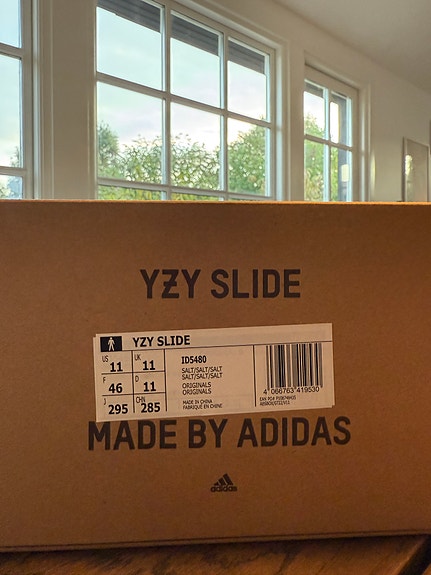 YZY SLIDE
YZY SLIDE
US 11 UK 11
F 46 D 11
J 295 CHN 285
ID5480
SALT/SALT/SALT
SALT/SALT/SALT
ORIGINALS
ORIGINALS
MADE IN CHINA
FABRIQUÉ EN CHINE
4 066763 419530
MADE BY ADIDAS
adidas